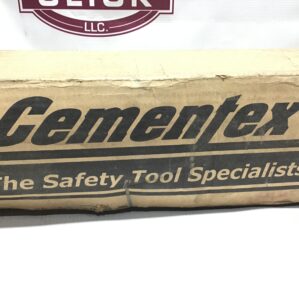 LLC.
Cementex
The Safety Tool Specialists